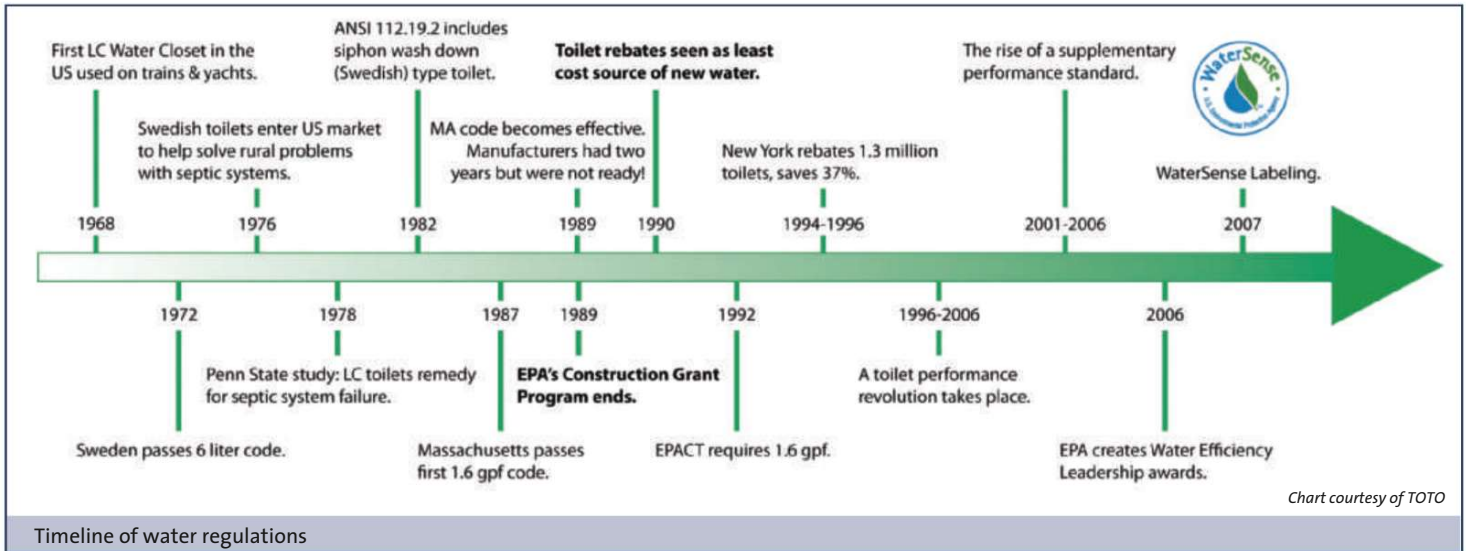 First LC Water Closet in the
US used on trains & yachts.
ANSI 112.19.2 includes
siphon wash down
(Swedish) type toilet.
Toilet rebates seen as least
cost source of new water.
The rise of a supplementary
performance standard.
WaterSense
Swedish toilets enter US market
to help solve rural problems
with septic systems.
MA code becomes effective.
Manufacturers had two
years but were not ready!
New York rebates 1.3 million
toilets, saves 37%.
WaterSense Labeling.
1968
1976
1982
1989
1990
1994-1996
2001-2006
2007
1972
1978
1987
1989
1992
1996-2006
2006
Penn State study: LC toilets remedy
for septic system failure.
EPA's Construction Grant
Program ends.
A toilet performance
revolution takes place.
Sweden passes 6 liter code.
Massachusetts passes
first 1.6 gpf code.
EPACT requires 1.6 gpf.
EPA creates Water Efficiency
Leadership awards.
Chart courtesy of TOTO
Timeline of water regulations